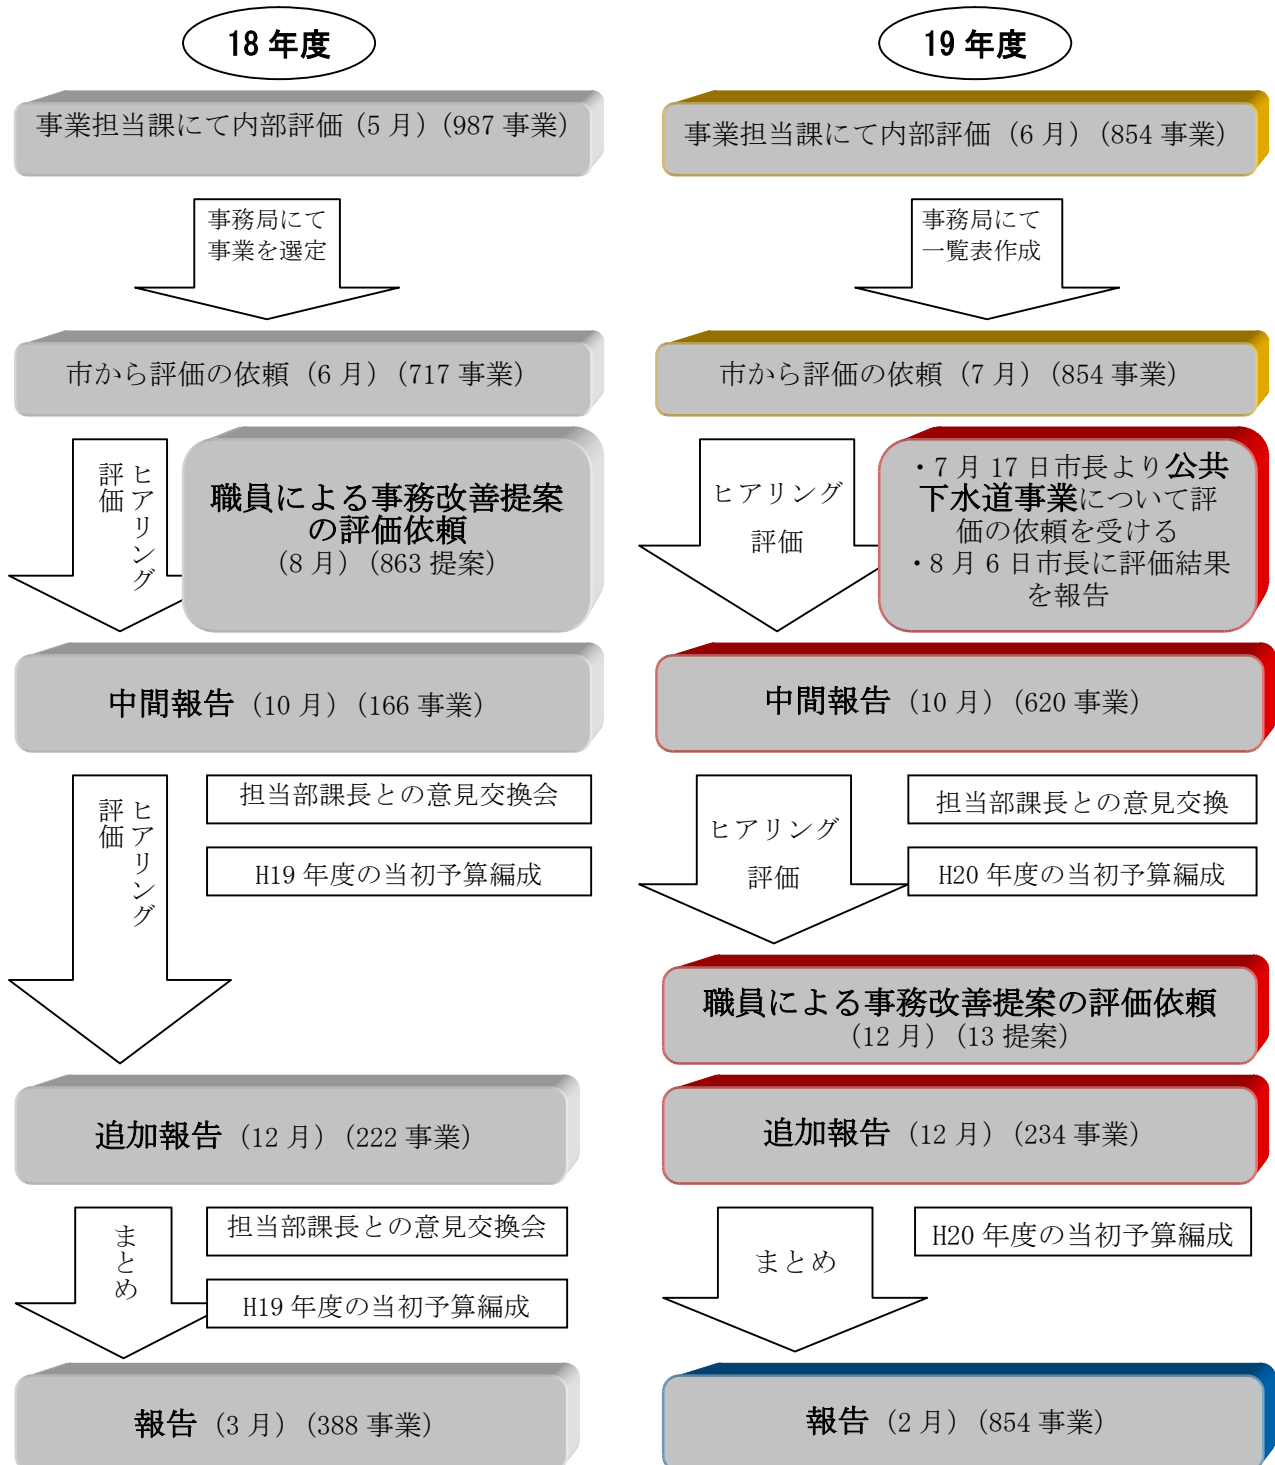 18 年度
事業担当課にて内部評価（5 月）（987 事業）
事務局にて
事業を選定
市から評価の依頼（6 月）（717 事業）
ヒアリング
評価
職員による事務改善提案
の評価依頼
（8 月）（863 提案）
中間報告（10 月）（166 事業）
ヒアリング
評価
担当部課長との意見交換会
H19 年度の当初予算編成
追加報告（12 月）（222 事業）
まとめ
担当部課長との意見交換会
H19 年度の当初予算編成
報告（3 月）（388 事業）
19 年度
事業担当課にて内部評価（6 月）（854 事業）
事務局にて
一覧表作成
市から評価の依頼（7 月）（854 事業）
ヒアリング
評価
・7 月 17 日市長より公共
下水道事業について評
価の依頼を受ける
・8 月 6 日市長に評価結果
を報告
中間報告（10 月）（620 事業）
ヒアリング
評価
担当部課長との意見交換
H20 年度の当初予算編成
職員による事務改善提案の評価依頼
（12 月）（13 提案）
追加報告（12 月）（234 事業）
まとめ
H20 年度の当初予算編成
報告（2 月）（854 事業）